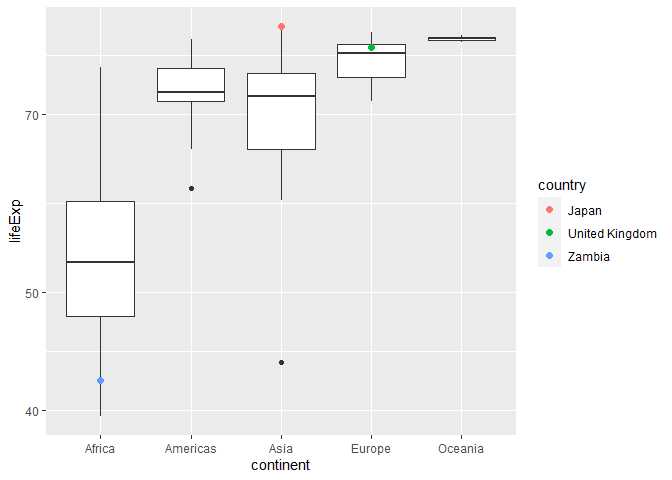 lifeExp
70
50
40
Africa
Americas
Asia
Europe
Oceania
continent
country
Japan
United Kingdom
Zambia